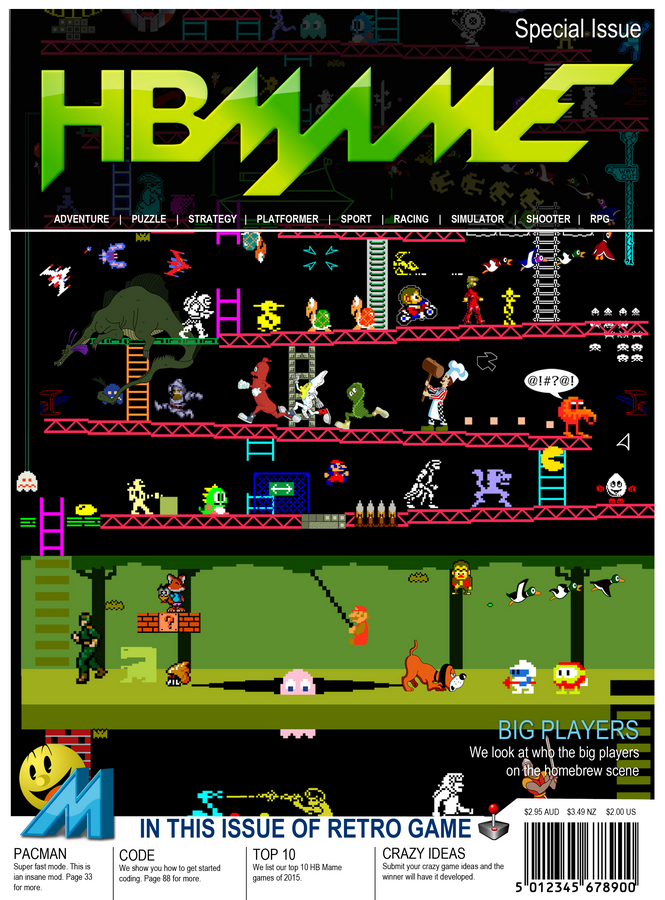 Special Issue
HBMAME
ADVENTURE | PUZZLE | STRATEGY | PLATFORMER | SPORT | RACING | SIMULATOR | SHOOTER | RPG
@!#?@!
?
BIG PLAYERS
We look at who the big players
on the homebrew scene
M
IN THIS ISSUE OF RETRO GAME
$2.95 AUD $3.49 NZ $2.00 US
PACMAN
Super fast mode. This is
ian insane mod. Page 33
for more.
CODE
We show you how to get started
coding. Page 88 for more.
TOP 10
We list our top 10 HB Mame
games of 2015.
CRAZY IDEAS
Submit your crazy game ideas and the
winner will have it developed.
5 012345 678900